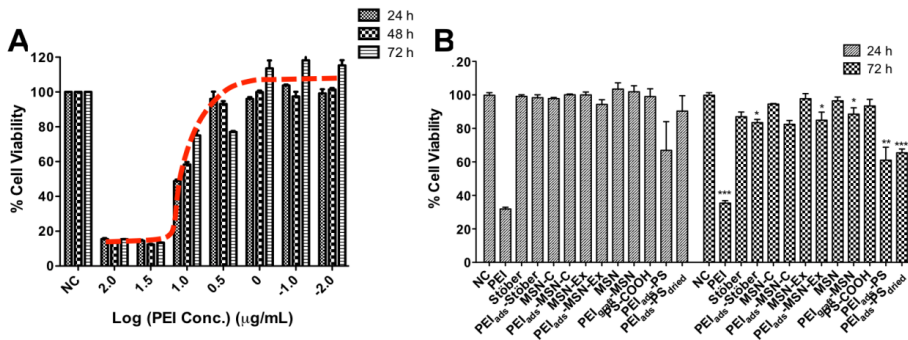 A
24 h
48 h
72 h
% Cell Viability
120
100
80
60
40
20
0
NC
2.0
1.5
1.0
0.5
0
-1.0
-2.0
Log (PEI Conc.) (µg/mL)
B
24 h
72 h
% Cell Viability
.20
100
80
60
40
20
0
***
*
*
*
**
***
NC
PEI
Stöber
PEIads-Stöber
MSN-C
PEIads-MSN-C
MSN-Ex
PEIads-MSN-Ex
MSN
-MSN
PS-COOH
PEIads-PS
PEIads-PSdried
NC
PEI
Stöber
PEIads-Stöber
MSN-C
PEIads-MSN-C
MSN-Ex
PEIads-MSN-Ex
MSN
-MSN
PS-COOH
PEIads-PS
PEIads-PSdried